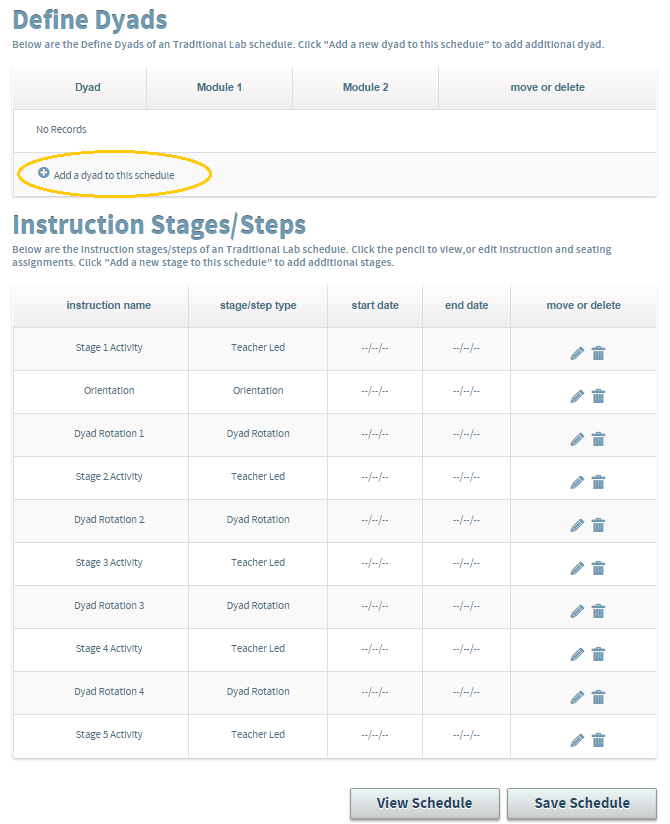 Define Dyads
Below are the Define Dyads of an Traditional Lab schedule. Click "Add a new dyad to this schedule" to add additional dyad.
Dyad Module 1 Module 2 move or delete
No Records
Add a dyad to this schedule
Instruction Stages/Steps
Below are the instruction stages/steps of an Traditional Lab schedule. Click the pencil to view,or edit instruction and seating
assignments. Click "Add a new stage to this schedule" to add additional stages.
instruction name stage/step type start date end date move or delete
Stage 1 Activity Teacher Led --/--/-- --/--/--
Orientation Orientation --/--/-- --/--/--
Dyad Rotation 1 Dyad Rotation --/--/-- --/--/--
Stage 2 Activity Teacher Led --/--/-- --/--/--
Dyad Rotation 2 Dyad Rotation --/--/-- --/--/--
Stage 3 Activity Teacher Led --/--/-- --/--/--
Dyad Rotation 3 Dyad Rotation --/--/-- --/--/--
Stage 4 Activity Teacher Led --/--/-- --/--/--
Dyad Rotation 4 Dyad Rotation --/--/-- --/--/--
Stage 5 Activity Teacher Led --/--/-- --/--/--
View Schedule Save Schedule